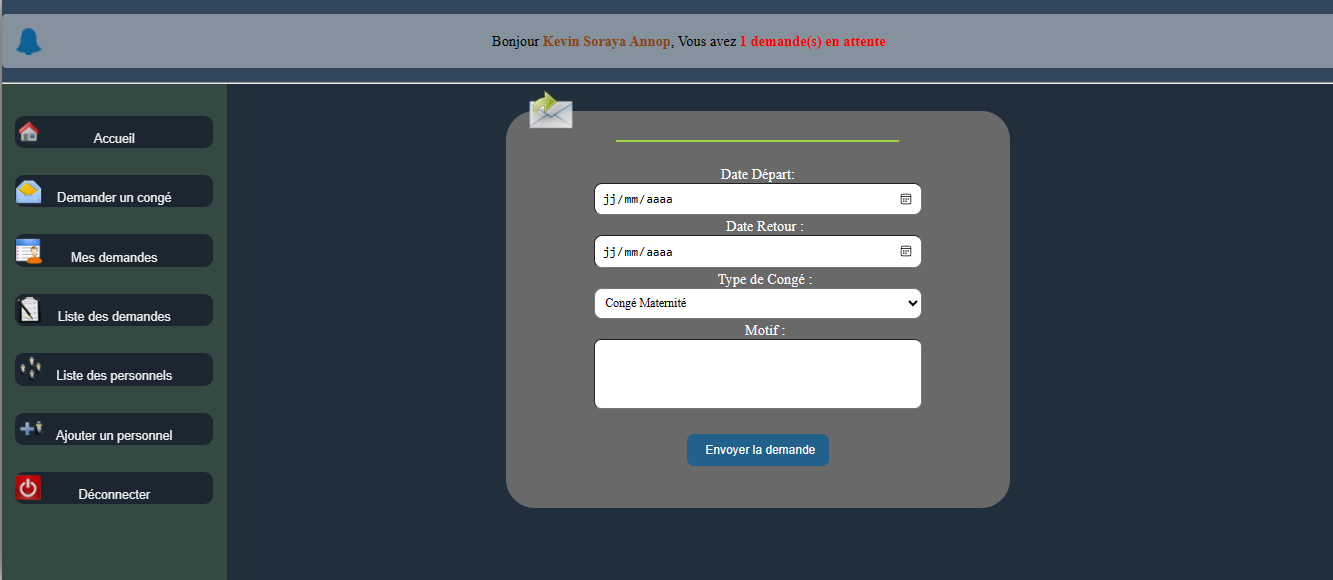 Bonjour Kevin Soraya Annop, Vous avez 1 demande(s) en attente
Accueil
Demander un congé
Mes demandes
Liste des demandes
Liste des personnels
Ajouter un personnel
Déconnecter
Date Départ:
jj/mm/aaaa
Date Retour :
jj/mm/aaaa
Type de Congé :
Congé Maternité
Motif :
Envoyer la demande